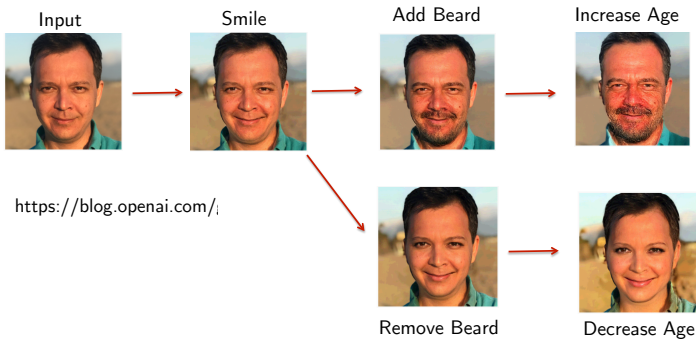 Input
Smile
Add Beard
Increase Age
https://blog.openai.com/
Remove Beard
Decrease Age